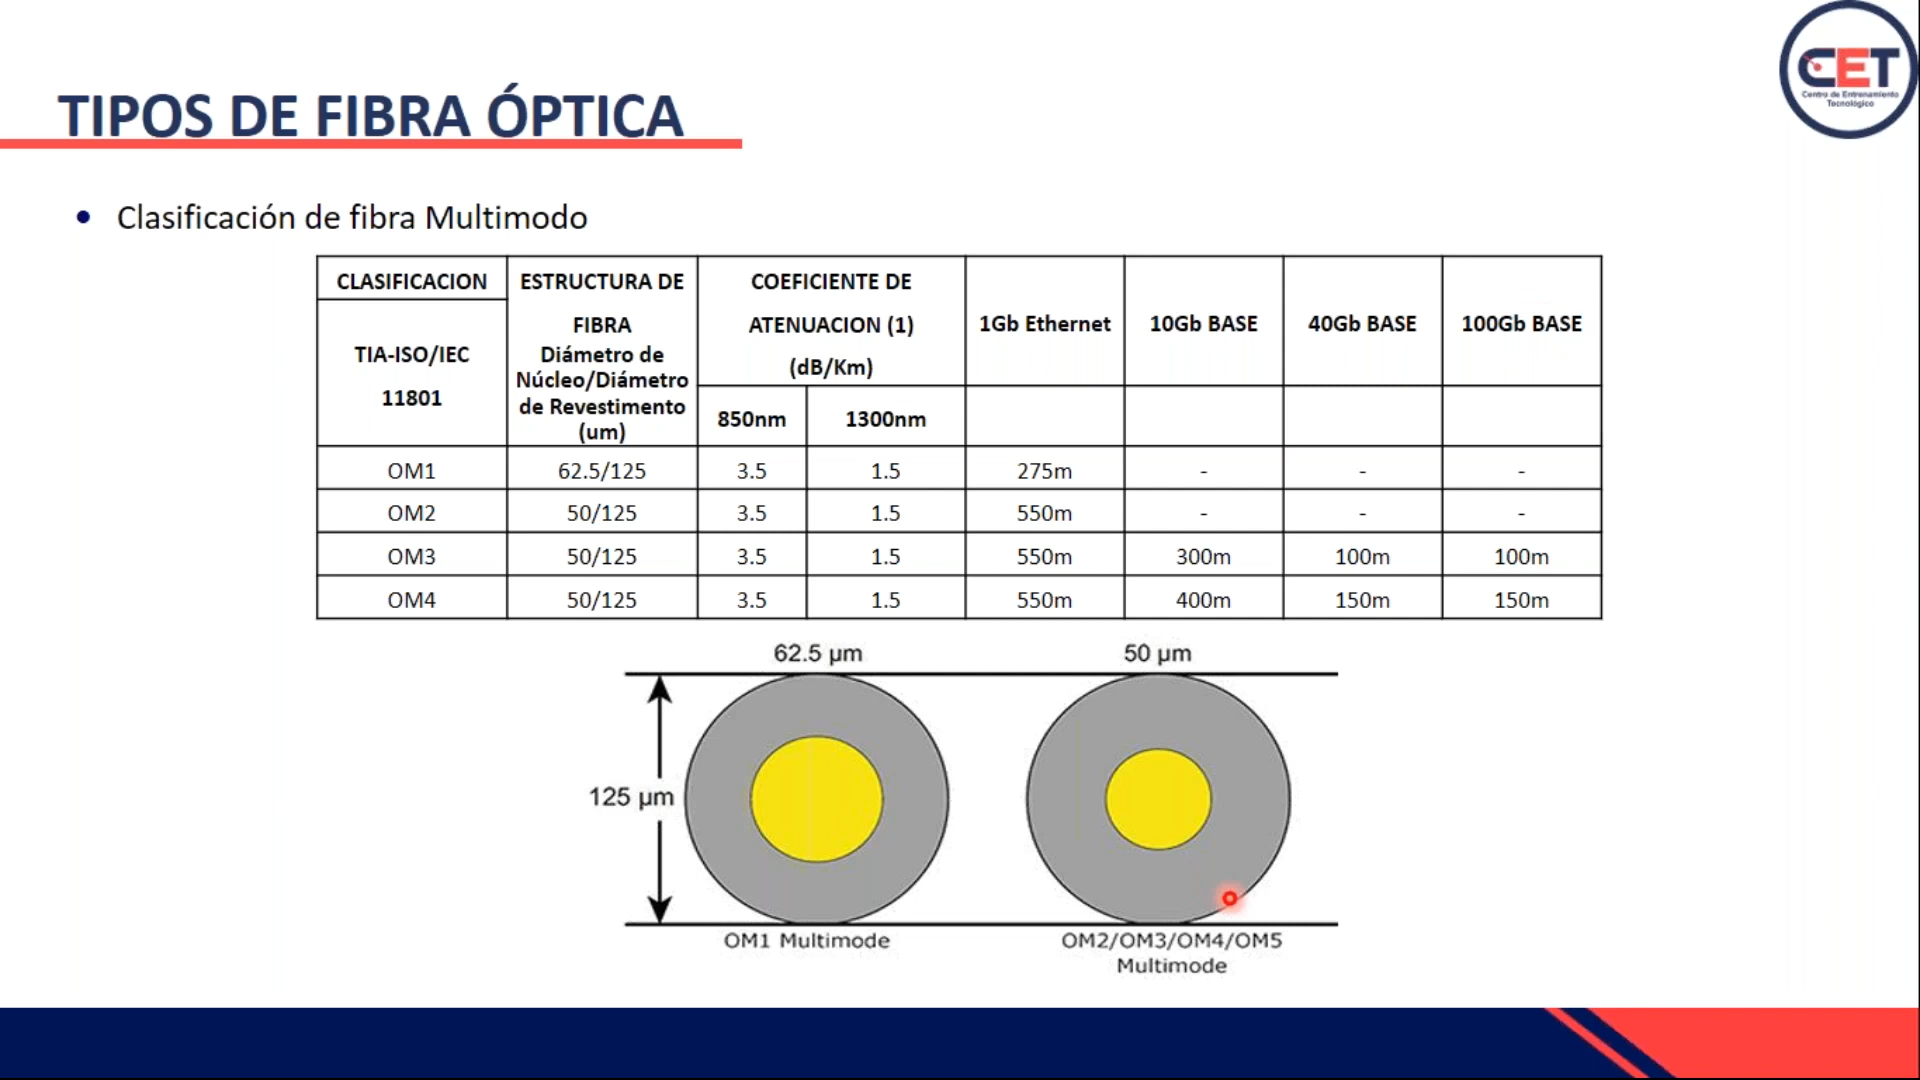 CET
Centro de Entrenamiento
Tecnológico
TIPOS DE FIBRA ÓPTICA
• Clasificación de fibra Multimodo
CLASIFICACION
TIA-ISO/IEC
11801
ESTRUCTURA DE
FIBRA
Diámetro de
Núcleo/Diámetro
de Revestimento
(um)
COEFICIENTE DE
ATENUACION (1)
(dB/Km)
1Gb Ethernet 10Gb BASE 40Gb BASE 100Gb BASE
850nm 1300nm
OM1 62.5/125 3.5 1.5 275m - - -
OM2 50/125 3.5 1.5 550m - - -
OM3 50/125 3.5 1.5 550m 300m 100m 100m
OM4 50/125 3.5 1.5 550m 400m 150m 150m
62.5 µm 50 µm
125 µm
OM1 Multimode
OM2/OM3/OM4/OM5
Multimode